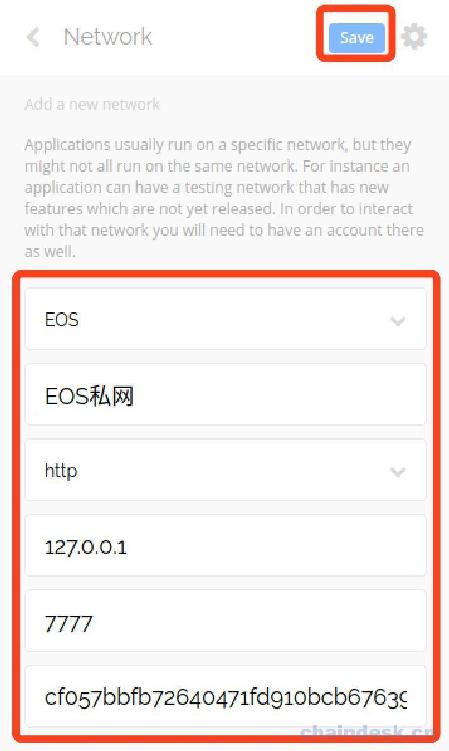 Network
Save
Add a new network
Applications usually run on a specific network, but they
might not all run on the same network. For instance an
application can have a testing network that has new
features which are not yet released. In order to interact
with that network you will need to have an account there
as well.
EOS
EOS私网
http
127.0.0.1
7777
cf057bbfb72640471fd910bcb67639
chaindesk.cn